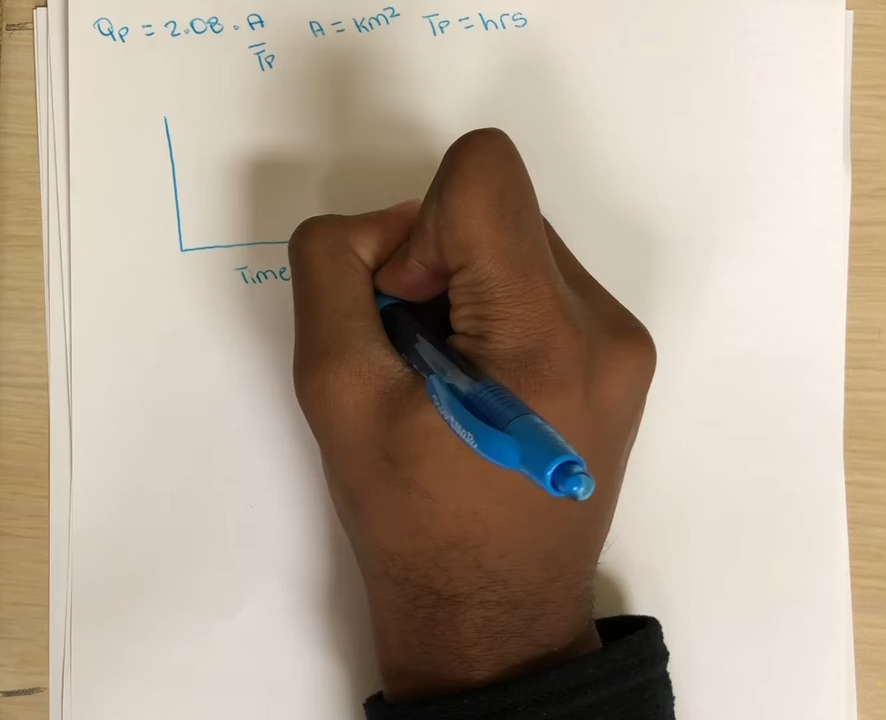 Qp = 2.08 . A A = km² Tp = hrs
Tp
Time